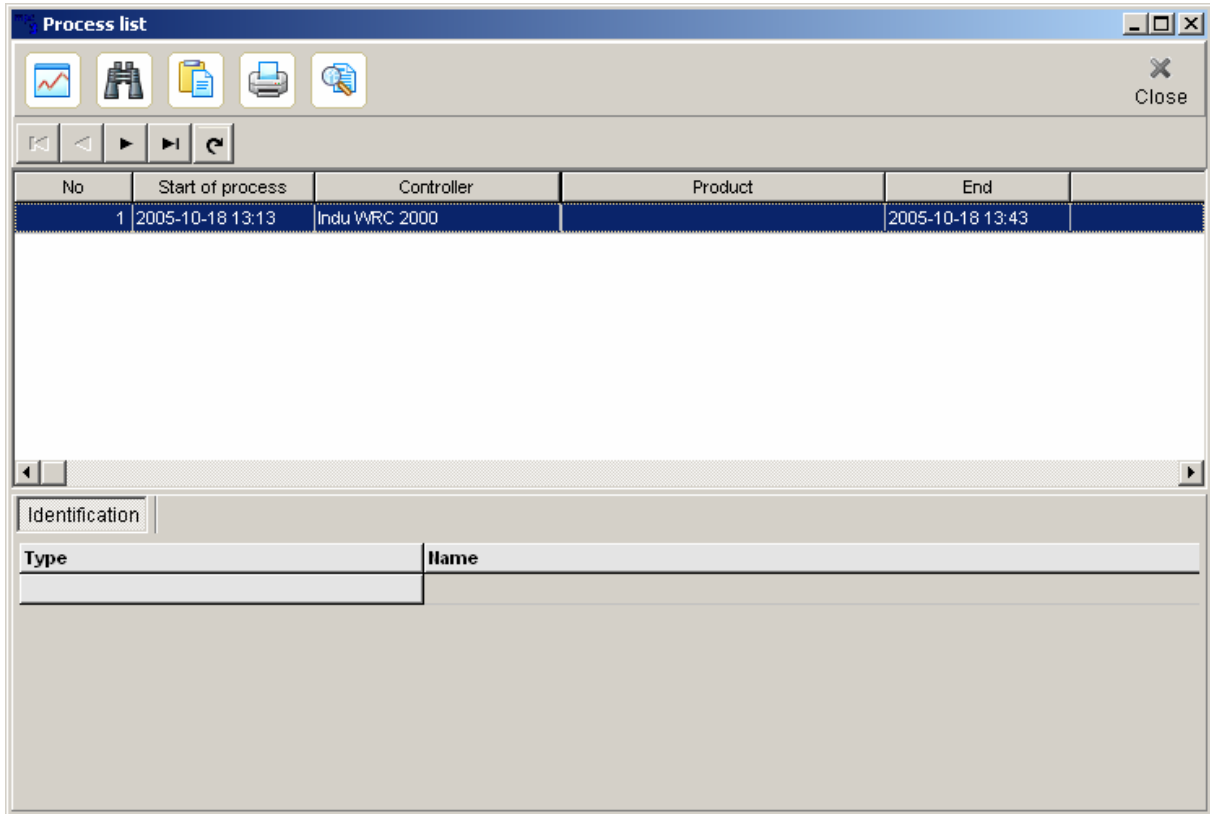 Process list
Close
No Start of process Controller Product End
1 2005-10-18 13:13 Indu WRC 2000 2005-10-18 13:43
Identification
Type Name